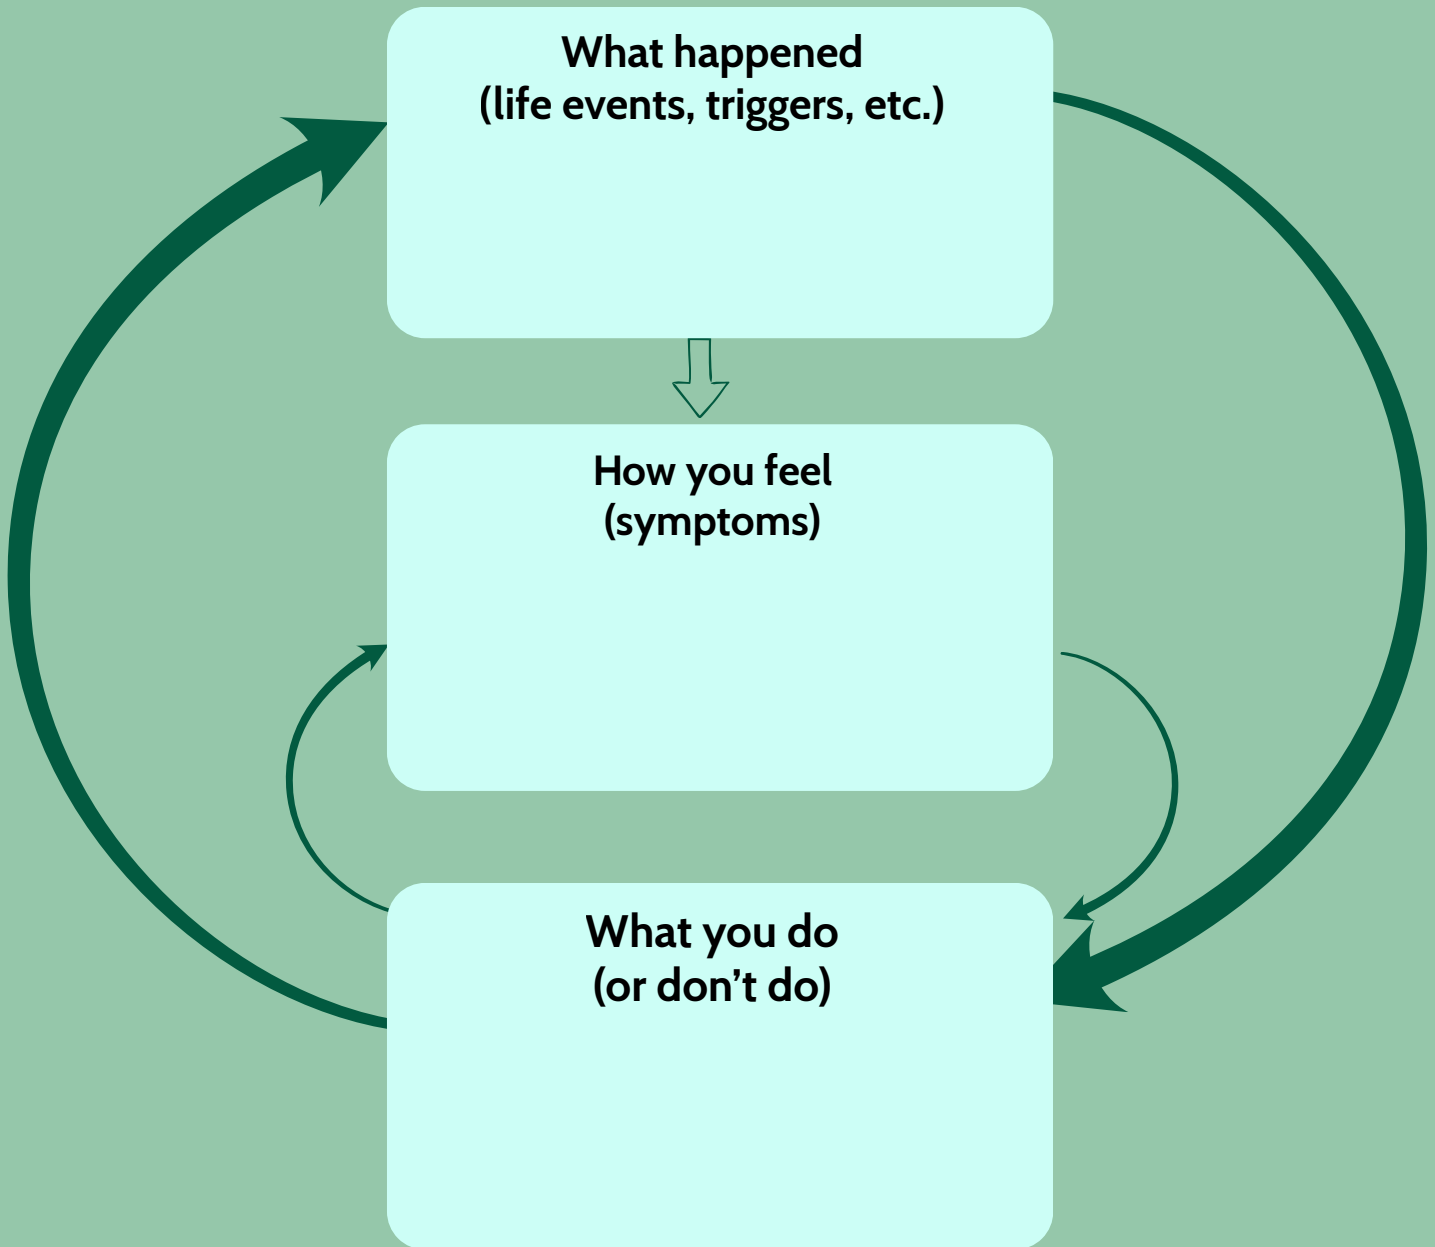 What happened
(life events, triggers, etc.)
How you feel
(symptoms)
What you do
(or don’t do)